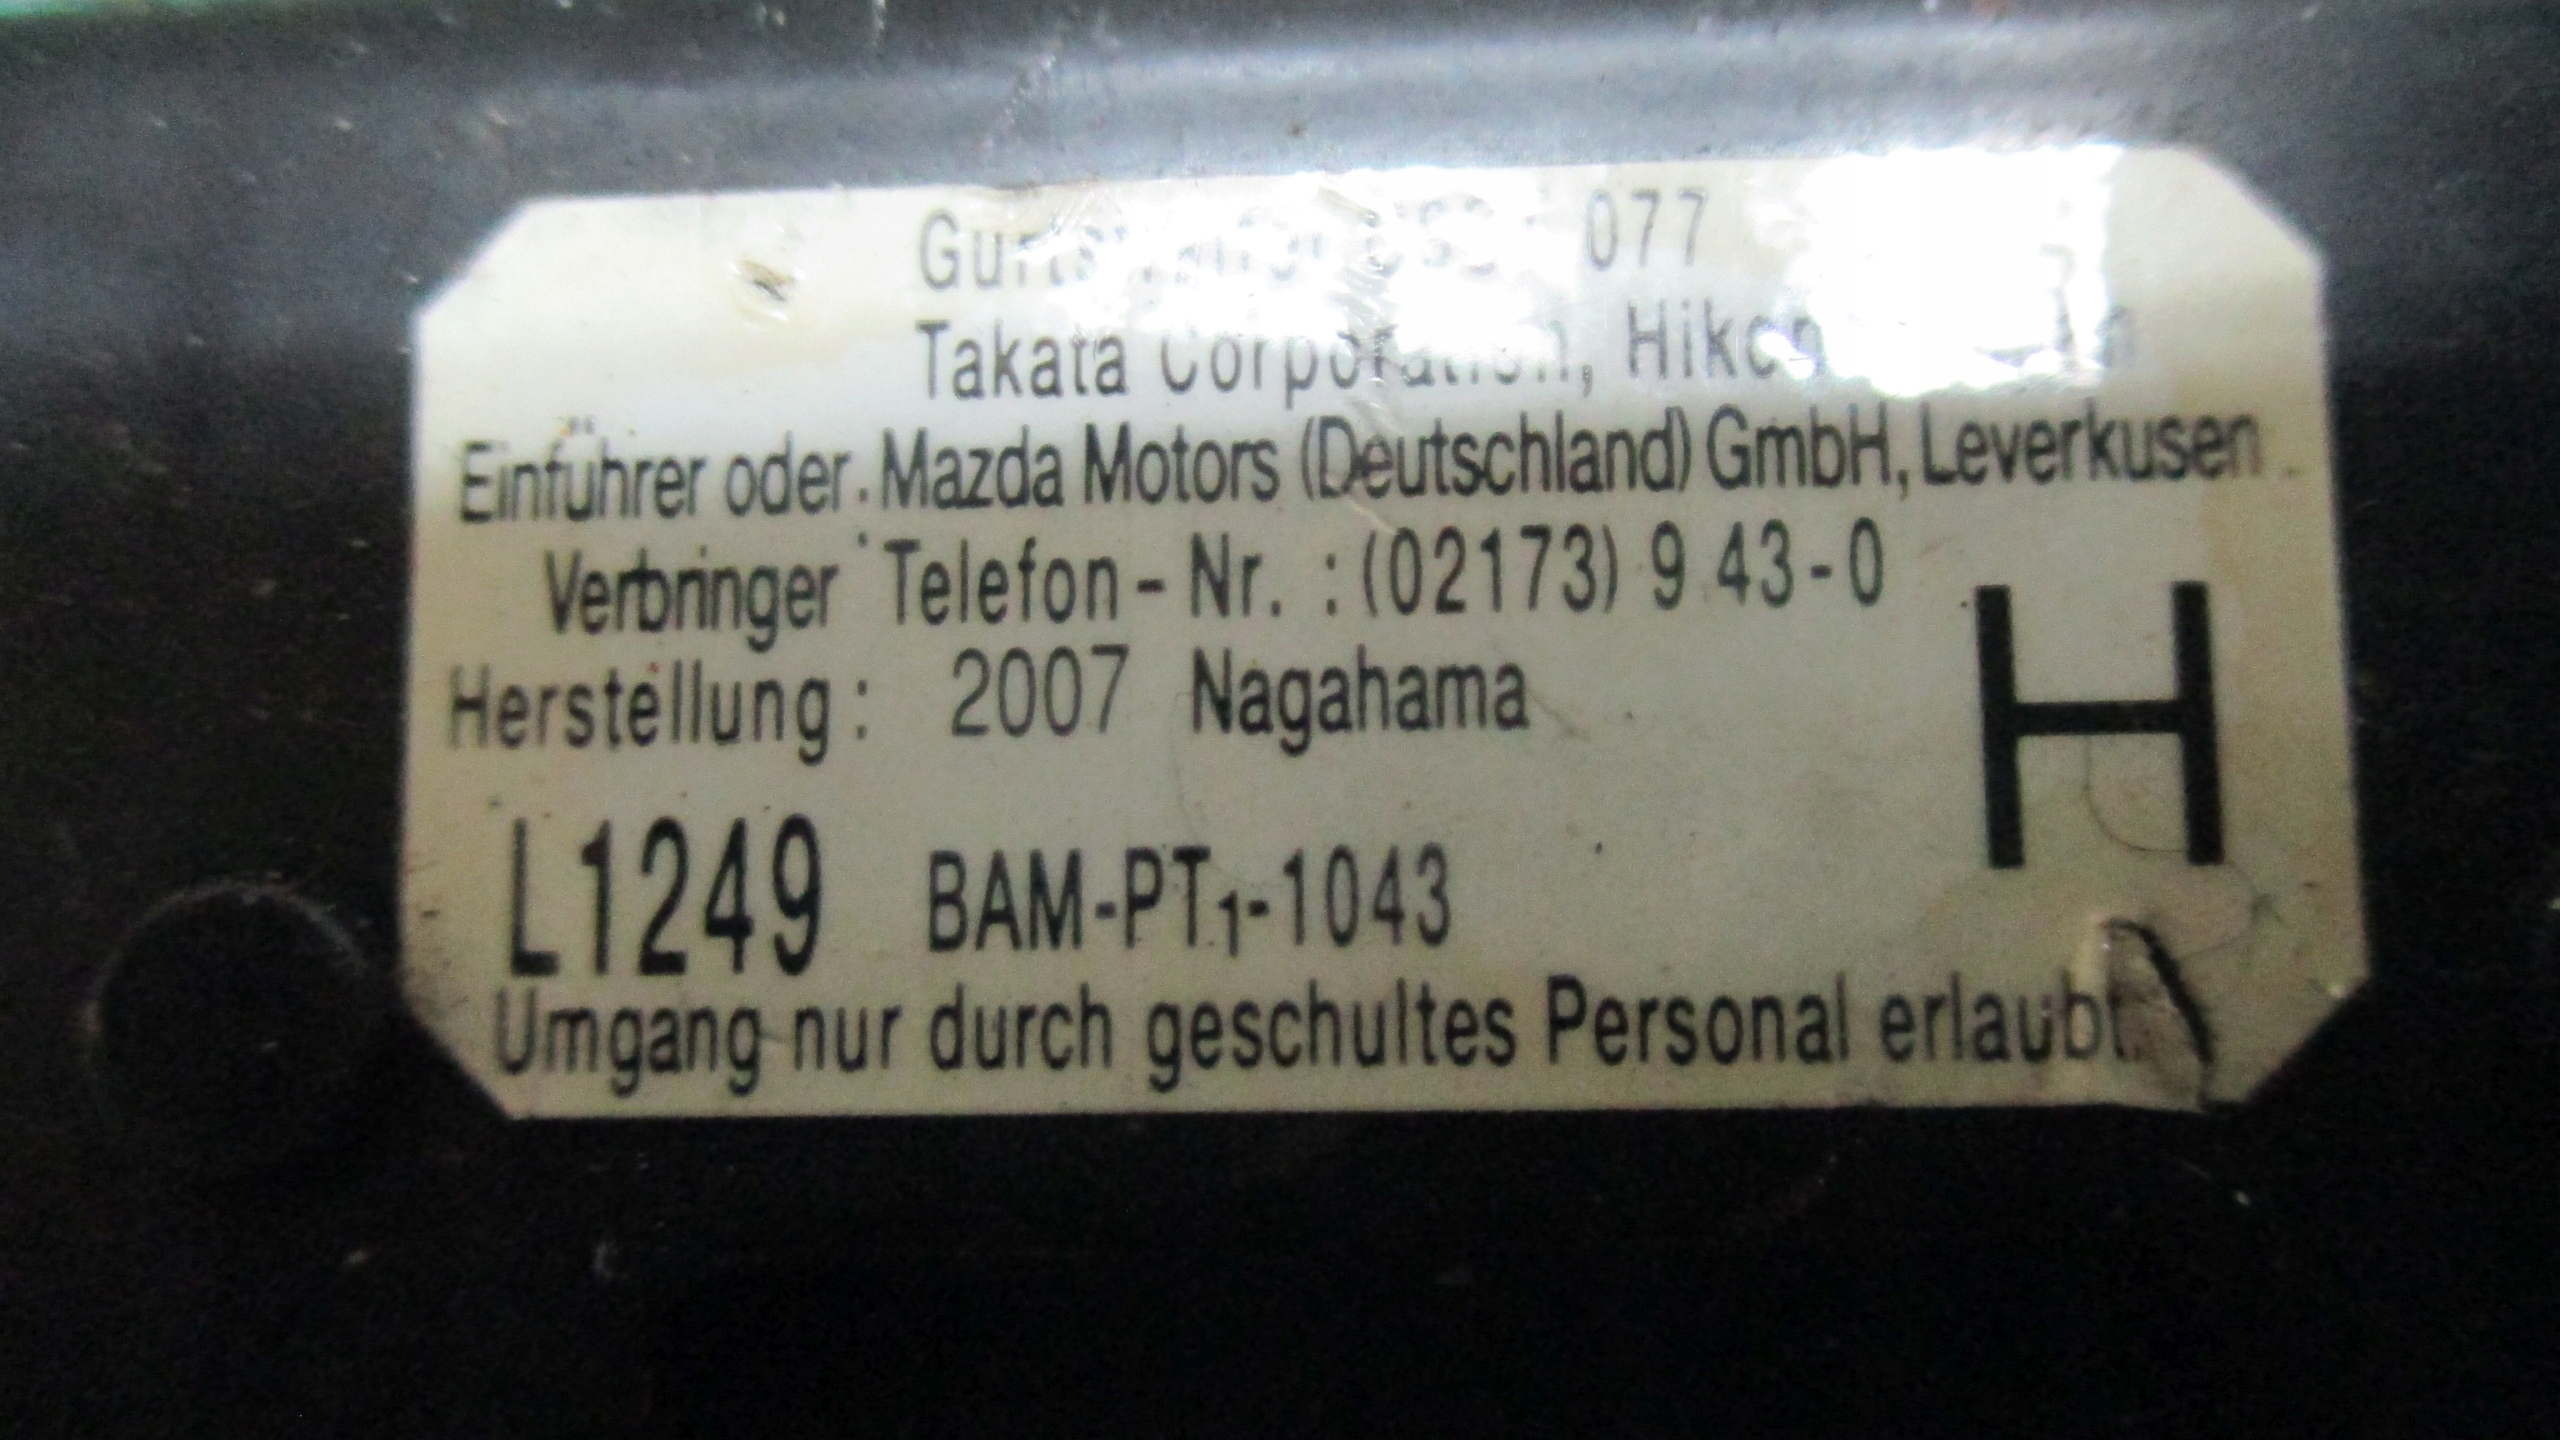 077
Takata Corporation,
Einführer oder. Mazda Motors (Deutschland) GmbH, Leverkusen
Verbringer Telefon - Nr. : (02173) 9 43-0
Herstellung: 2007 Nagahama
H
L1249 BAM-PT1-1043
Umgang nur durch geschultes Personal erlaubt.